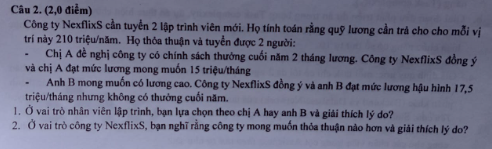 Câu 2. (2,0 điểm)
Công ty NexflixS cần tuyển 2 lập trình viên mới. Họ tính toán rằng quỹ lương cần trả cho cho mỗi vị
trí này 210 triệu/năm. Họ thỏa thuận và tuyển được 2 người:
- Chị A đề nghị công ty có chính sách thưởng cuối năm 2 tháng lương. Công ty NexflixS đồng ý
và chị A đạt mức lương mong muốn 15 triệu/tháng
- Anh B mong muốn có lương cao. Công ty NexflixS đồng ý và anh B đạt mức lương hậu hình 17,5
triệu/tháng nhưng không có thưởng cuối năm.
1. Ở vai trò nhân viên lập trình, bạn lựa chọn theo chị A hay anh B và giải thích lý do?
2. Ở vai trò công ty NexflixS, bạn nghĩ rằng công ty mong muốn thỏa thuận nào hơn và giải thích lý do?